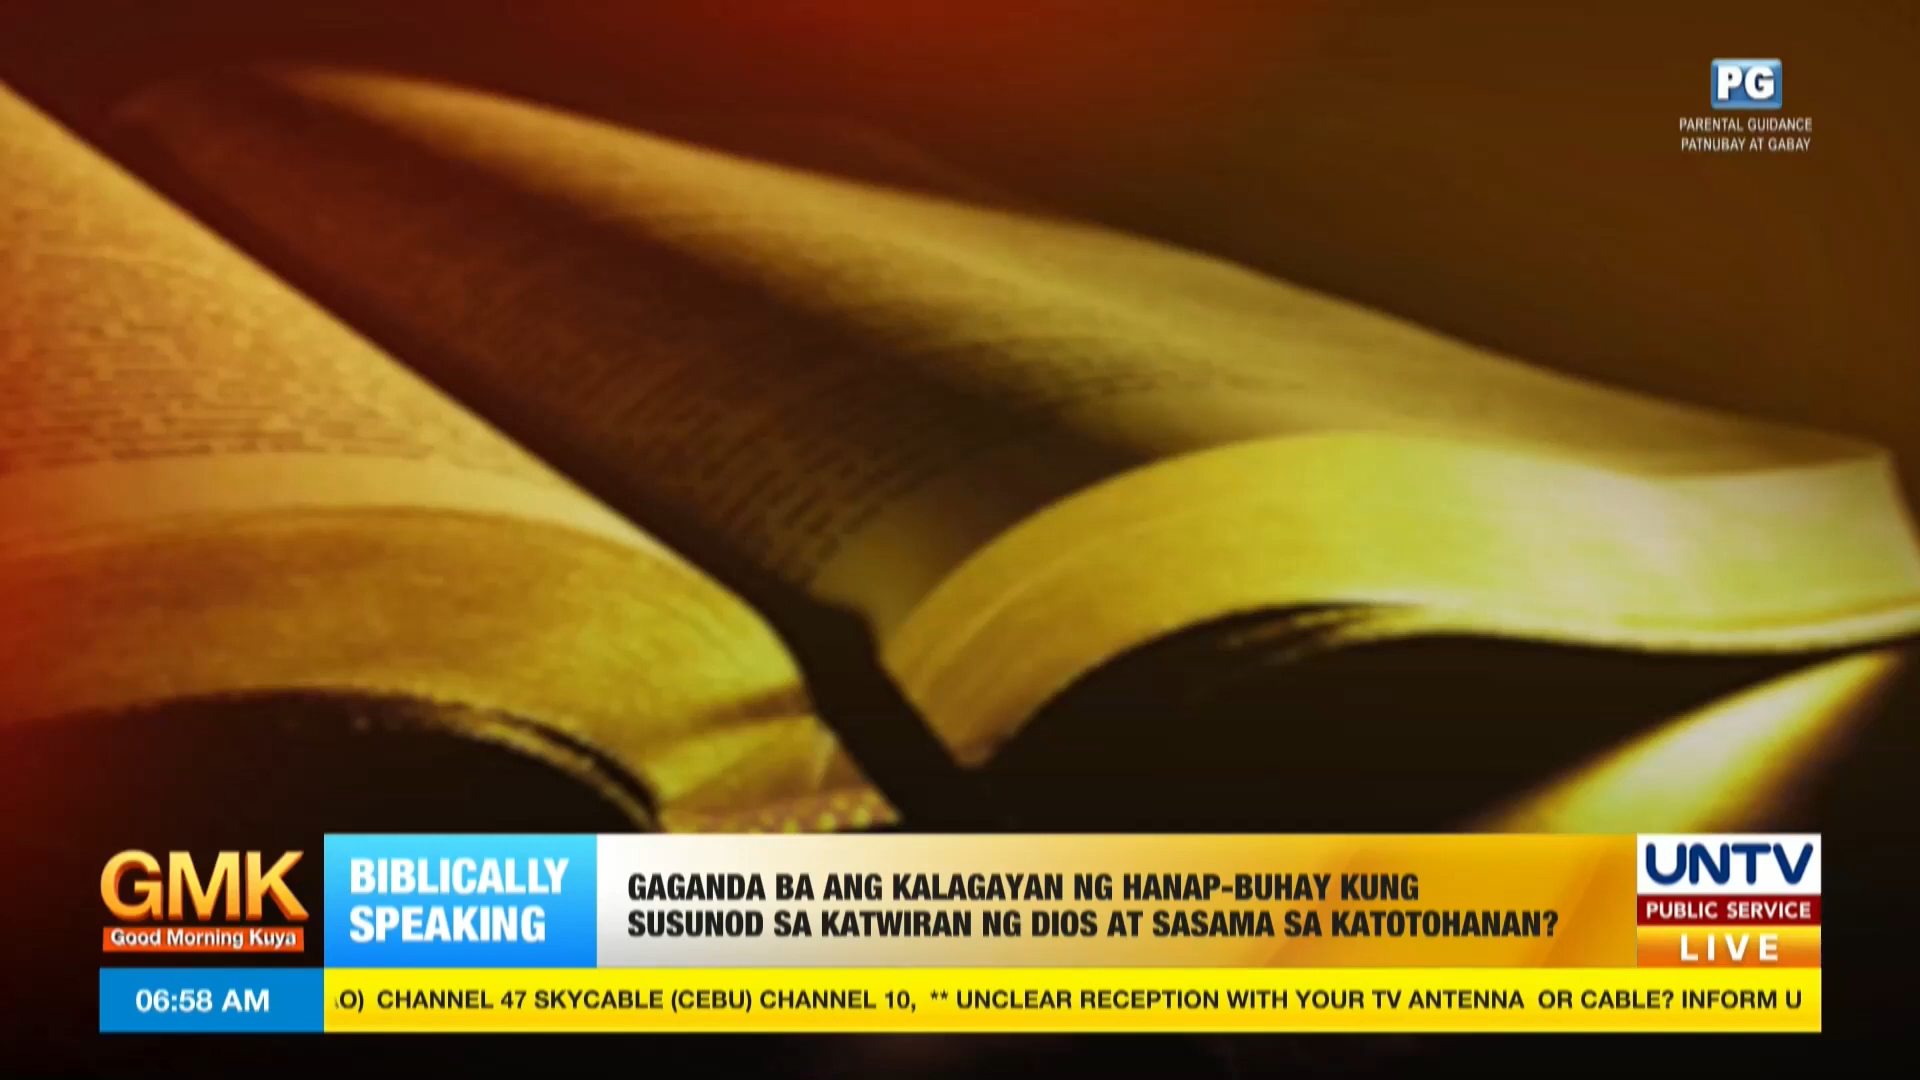 PG
PARENTAL GUIDANCE
PATNUBAY AT GABAY
GMK
Good Morning Kuya
BIBLICALLY
SPEAKING
GAGANDA BA ANG KALAGAYAN NG HANAP-BUHAY KUNG
SUSUNOD SA KATWIRAN NG DIOS AT SASAMA SA KATOTOHANAN?
UNTV
PUBLIC SERVICE
LIVE
06:58 AM
O) CHANNEL 47 SKYCABLE (CEBU) CHANNEL 10, ** UNCLEAR RECEPTION WITH YOUR TV ANTENNA OR CABLE? INFORM U